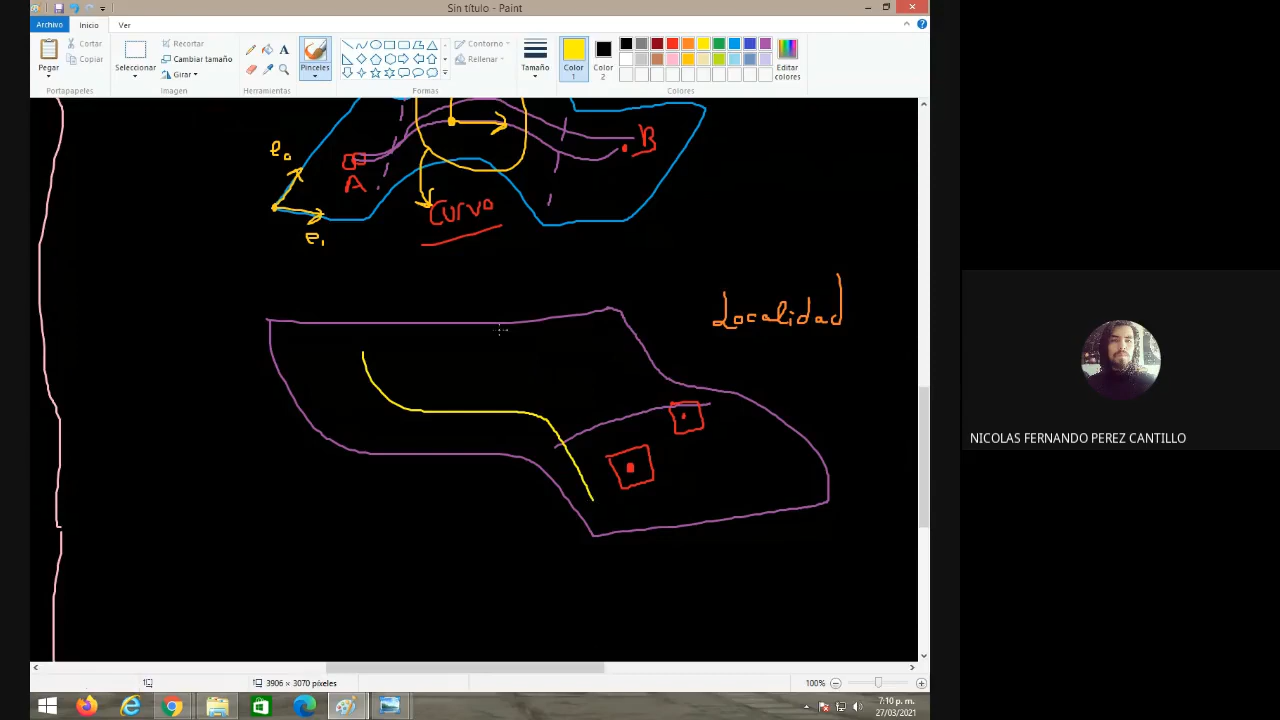 Sin título - Paint
Archivo Inicio Ver
Pegar
Cortar
Copiar
Portapapeles
Seleccionar
Recortar
Cambiar tamaño
Girar
Imagen
A
Herramientas
Pinceles
Contorno
Rellenar
Formas
Tamaño
Color 1
Color 2
Editar colores
Colores
B
e₀
A
Curvo
e₁
Localidad
NICOLAS FERNANDO PEREZ CANTILLO
3906 × 3070 píxeles
100%
7:10 p. m.
27/03/2021